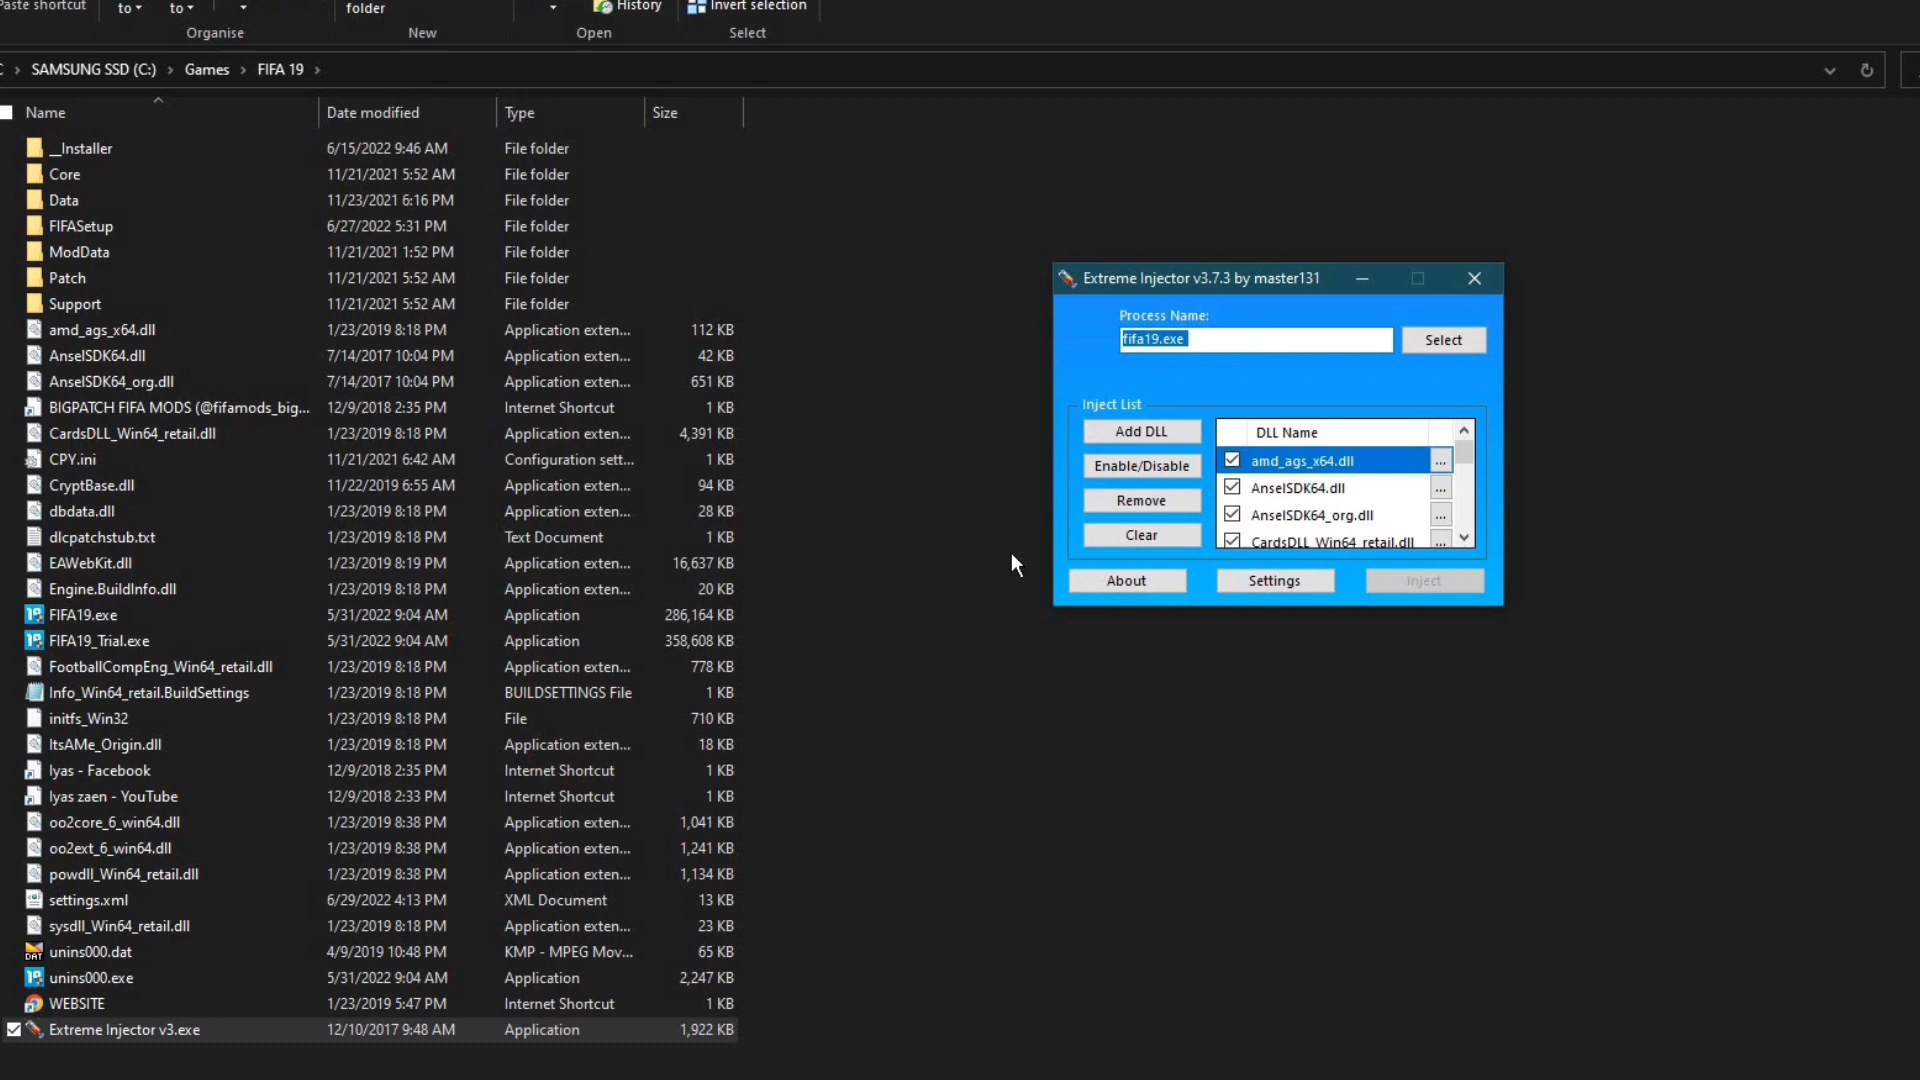 Paste shortcut
to
to
folder
History
Invert selection
Organise
New
Open
Select
SAMSUNG SSD (C:) > Games > FIFA 19 >
Name Date modified Type Size
__Installer 6/15/2022 9:46 AM File folder
Core 11/21/2021 5:52 AM File folder
Data 11/23/2021 6:16 PM File folder
FIFASetup 6/27/2022 5:31 PM File folder
ModData 11/21/2021 1:52 PM File folder
Patch 11/21/2021 5:52 AM File folder
Support 11/21/2021 5:52 AM File folder
amd_ags_x64.dll 1/23/2019 8:18 PM Application exten... 112 KB
AnselSDK64.dll 7/14/2017 10:04 PM Application exten... 42 KB
AnselSDK64_org.dll 7/14/2017 10:04 PM Application exten... 651 KB
BIGPATCH FIFA MODS (@fifamods_big... 12/9/2018 2:35 PM Internet Shortcut 1 KB
CardsDLL_Win64_retail.dll 1/23/2019 8:18 PM Application exten... 4,391 KB
CPY.ini 11/21/2021 6:42 AM Configuration sett... 1 KB
CryptBase.dll 11/22/2019 6:55 AM Application exten... 94 KB
dbdata.dll 1/23/2019 8:18 PM Application exten... 28 KB
dlcpatchstub.txt 1/23/2019 8:18 PM Text Document 1 KB
EAWebKit.dll 1/23/2019 8:19 PM Application exten... 16,637 KB
Engine.BuildInfo.dll 1/23/2019 8:18 PM Application exten... 20 KB
FIFA19.exe 5/31/2022 9:04 AM Application 286,164 KB
FIFA19_Trial.exe 5/31/2022 9:04 AM Application 358,608 KB
FootballCompEng_Win64_retail.dll 1/23/2019 8:18 PM Application exten... 778 KB
Info_Win64_retail.BuildSettings 1/23/2019 8:18 PM BUILDSETTINGS File 1 KB
initfs_Win32 1/23/2019 8:18 PM File 710 KB
ItsAMe_Origin.dll 1/23/2019 8:18 PM Application exten... 18 KB
Iyas - Facebook 12/9/2018 2:35 PM Internet Shortcut 1 KB
Iyas zaen - YouTube 12/9/2018 2:33 PM Internet Shortcut 1 KB
oo2core_6_win64.dll 1/23/2019 8:38 PM Application exten... 1,041 KB
oo2ext_6_win64.dll 1/23/2019 8:38 PM Application exten... 1,241 KB
powdll_Win64_retail.dll 1/23/2019 8:38 PM Application exten... 1,134 KB
settings.xml 6/29/2022 4:13 PM XML Document 13 KB
sysdll_Win64_retail.dll 1/23/2019 8:18 PM Application exten... 23 KB
unins000.dat 4/9/2019 10:48 PM KMP - MPEG Mov... 65 KB
unins000.exe 5/31/2022 9:04 AM Application 2,247 KB
WEBSITE 1/23/2019 5:47 PM Internet Shortcut 1 KB
Extreme Injector v3.exe 12/10/2017 9:48 AM Application 1,922 KB
Extreme Injector v3.7.3 by master131
Process Name:
fifa19.exe Select
Inject List
Add DLL
Enable/Disable
Remove
Clear
DLL Name
amd_ags_x64.dll ...
AnselSDK64.dll ...
AnselSDK64_org.dll ...
CardsDLL_Win64_retail.dll ...
About Settings Inject